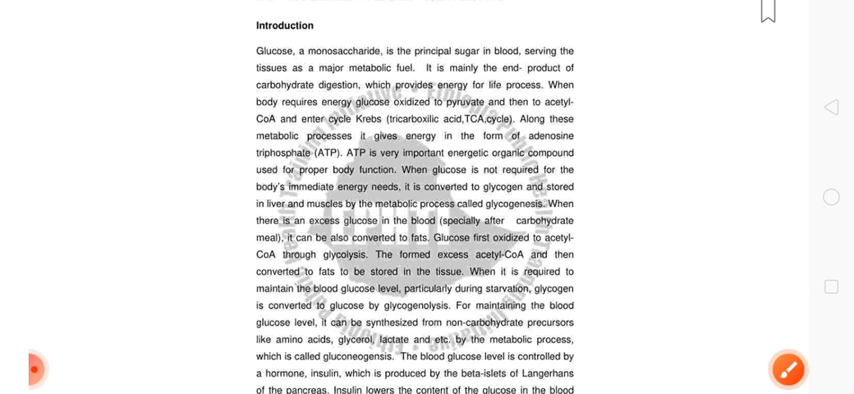 Introduction
Glucose, a monosaccharide, is the principal sugar in blood, serving the
tissues as a major metabolic fuel. It is mainly the end- product of
carbohydrate digestion, which provides energy for life process. When
body requires energy glucose oxidized to pyruvate and then to acetyl-
CoA and enter cycle Krebs (tricarboxilic acid,TCA,cycle). Along these
metabolic processes it gives energy in the form of adenosine
triphosphate (ATP). ATP is very important energetic organic compound
used for proper body function. When glucose is not required for the
body's immediate energy needs, it is converted to glycogen and stored
in liver and muscles by the metabolic process called glycogenesis. When
there is an excess glucose in the blood (specially after carbohydrate
meal), it can be also converted to fats. Glucose first oxidized to acetyl-
CoA through glycolysis. The formed excess acetyl-CoA and then
converted to fats to be stored in the tissue. When it is required to
maintain the blood glucose level, particularly during starvation, glycogen
is converted to glucose by glycogenolysis. For maintaining the blood
glucose level, it can be synthesized from non-carbohydrate precursors
like amino acids, glycerol, lactate and etc. by the metabolic process,
which is called gluconeogensis. The blood glucose level is controlled by
a hormone, insulin, which is produced by the beta-islets of Langerhans
of the pancreas. Insulin lowers the content of the glucose in the blood
EPHTI